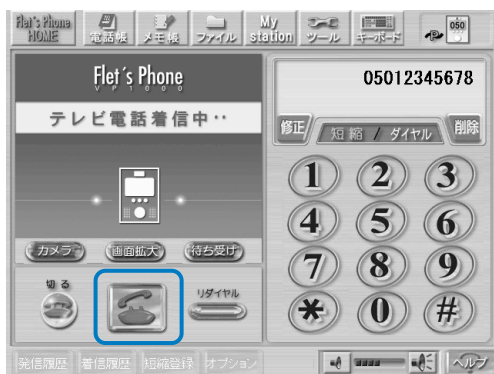 Flet's Phone HOME
電話帳
メモ帳
ファイル
My station
ツール
キーボード
050
Flet's Phone
VP1000
テレビ電話着信中‥
カメラ
画面拡大
待ち受け
切る
リダイヤル
05012345678
修正
短縮 / ダイヤル
削除
1 2 3
4 5 6
7 8 9
* 0 #
発信履歴 着信履歴 短縮登録 オプション
ヘルプ